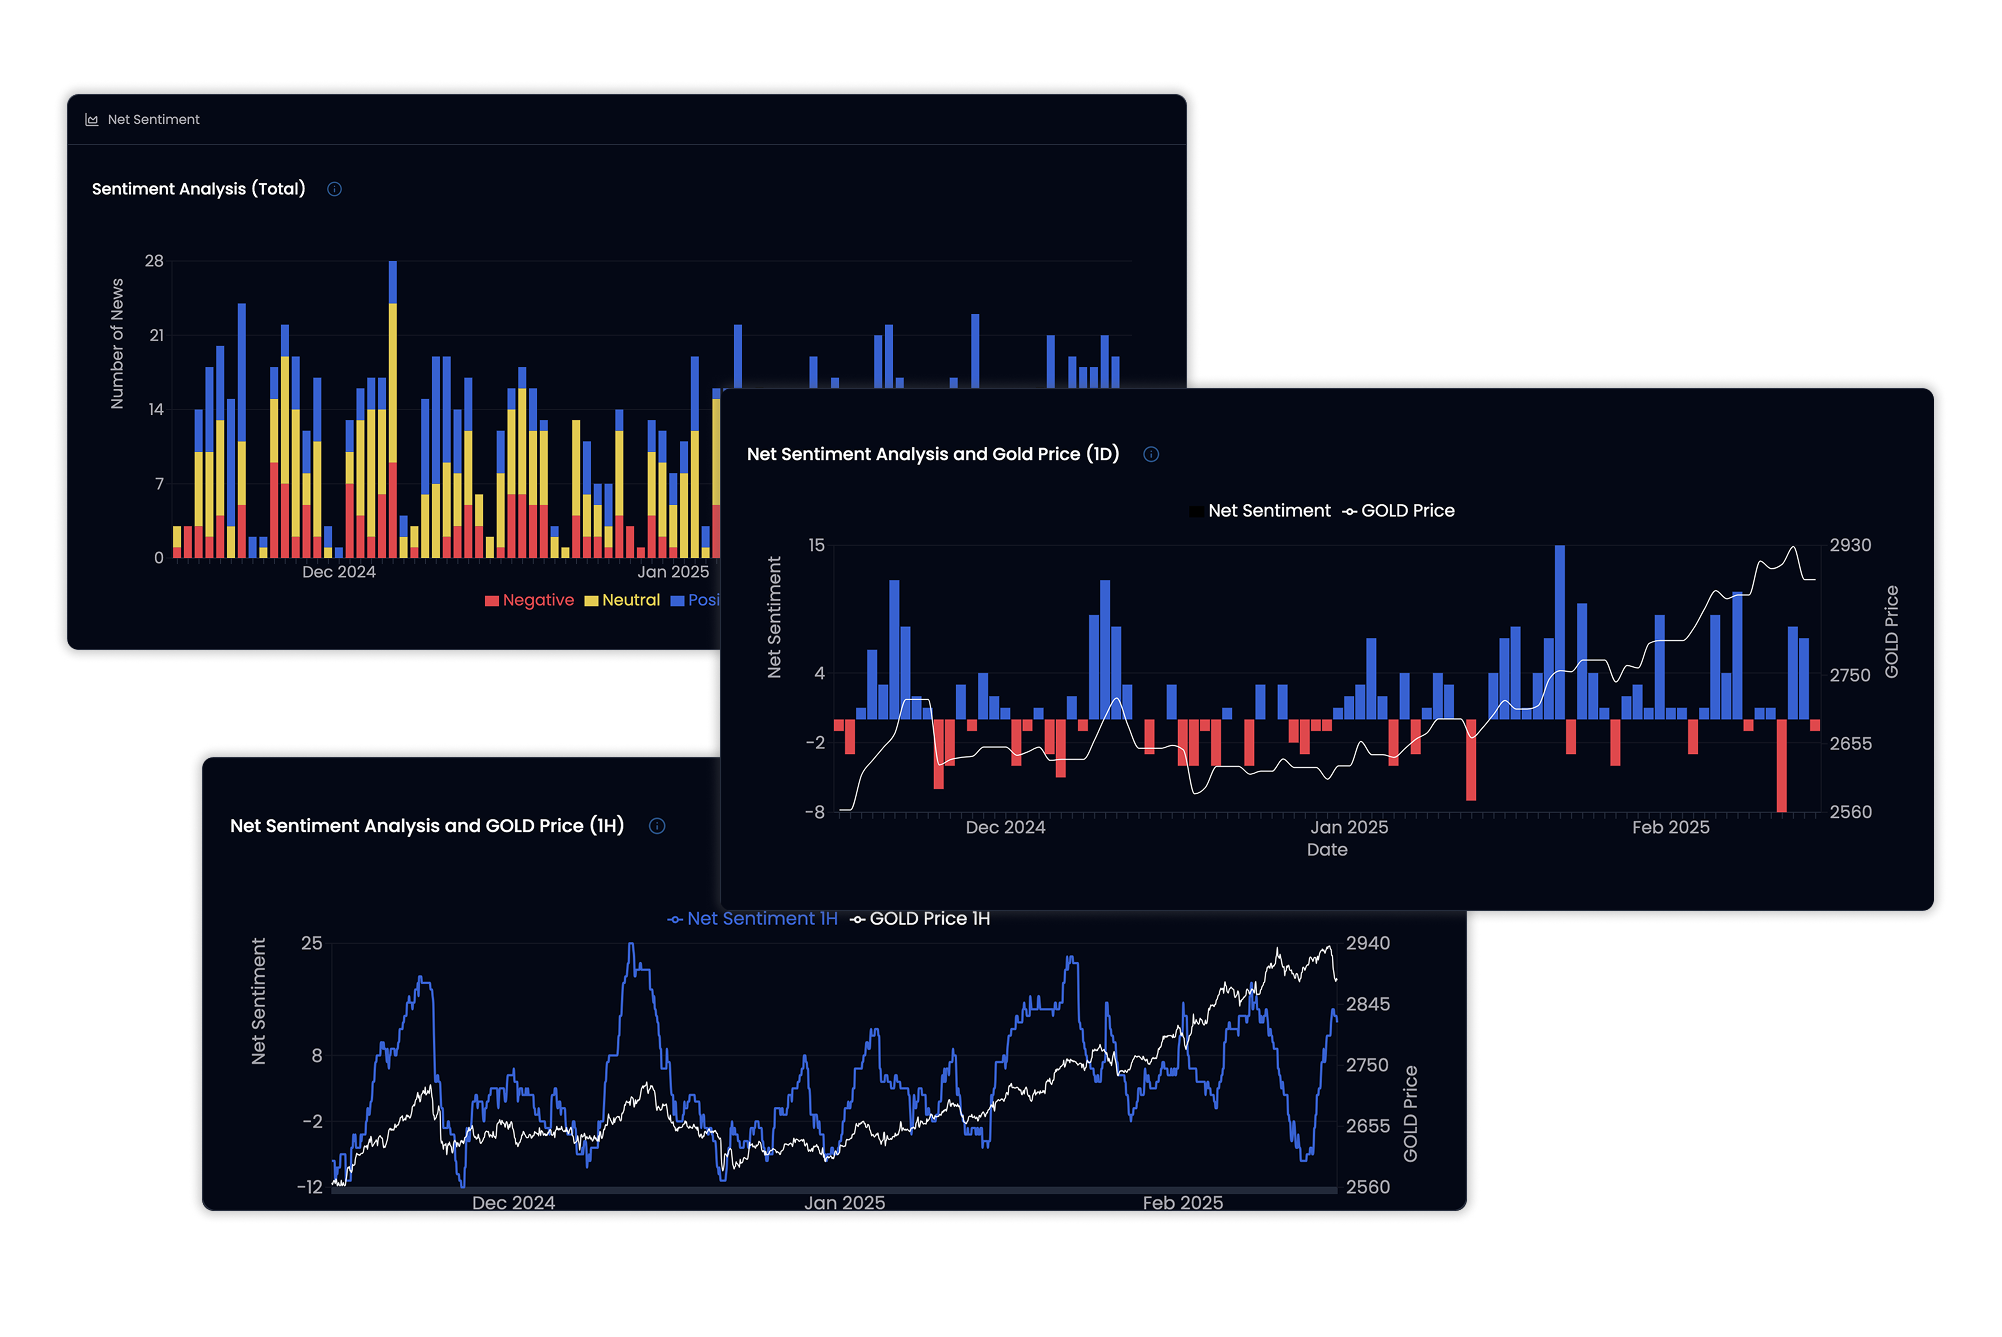 Net Sentiment
Sentiment Analysis (Total)
Number of News
28
21
14
7
0
Dec 2024
Jan 2025
Negative Neutral Posi
Net Sentiment Analysis and Gold Price (1D)
Net Sentiment GOLD Price
Net Sentiment
15
4
-2
-8
2930
2750
2655
2560
GOLD Price
Dec 2024
Jan 2025
Feb 2025
Date
Net Sentiment Analysis and GOLD Price (1H)
Net Sentiment 1H GOLD Price 1H
Net Sentiment
25
8
-2
-12
2940
2845
2750
2655
2560
GOLD Price
Dec 2024
Jan 2025
Feb 2025